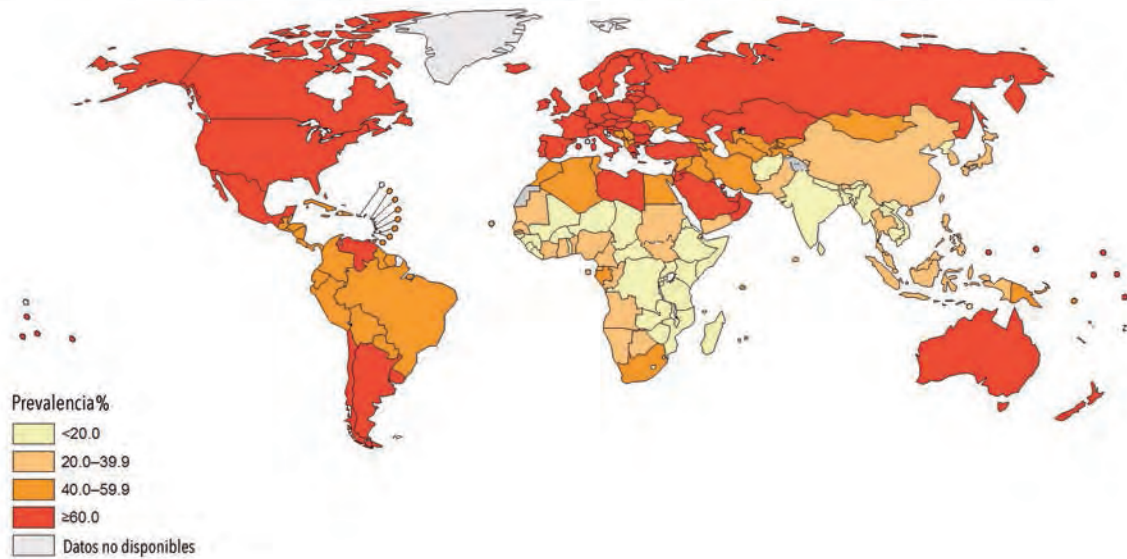 Prevalencia%
<20.0
20.0–39.9
40.0–59.9
≥60.0
Datos no disponibles